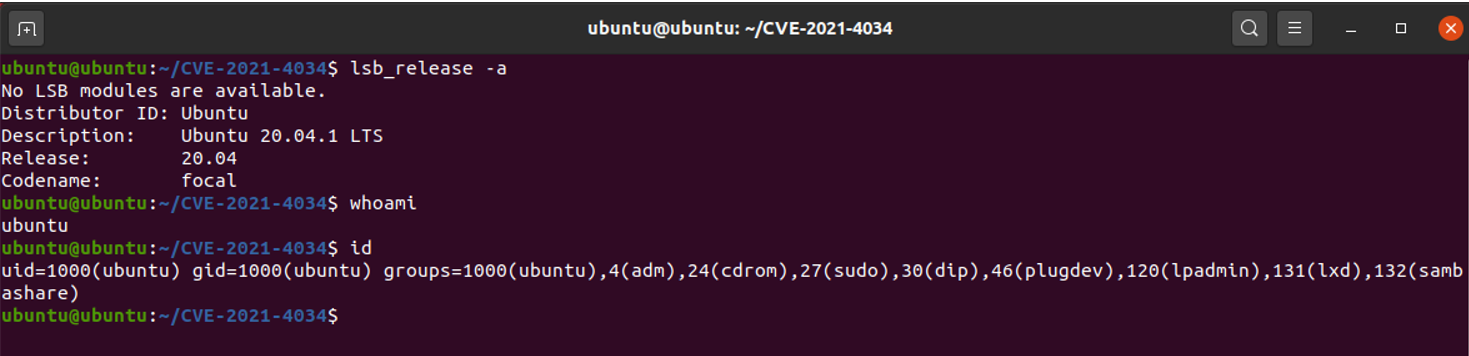 ubuntu@ubuntu: ~/CVE-2021-4034
ubuntu@ubuntu:~/CVE-2021-4034$ lsb_release -a
No LSB modules are available.
Distributor ID: Ubuntu
Description:    Ubuntu 20.04.1 LTS
Release:        20.04
Codename:       focal
ubuntu@ubuntu:~/CVE-2021-4034$ whoami
ubuntu
ubuntu@ubuntu:~/CVE-2021-4034$ id
uid=1000(ubuntu) gid=1000(ubuntu) groups=1000(ubuntu),4(adm),24(cdrom),27(sudo),30(dip),46(plugdev),120(lpadmin),131(lxd),132(samb
ashare)
ubuntu@ubuntu:~/CVE-2021-4034$